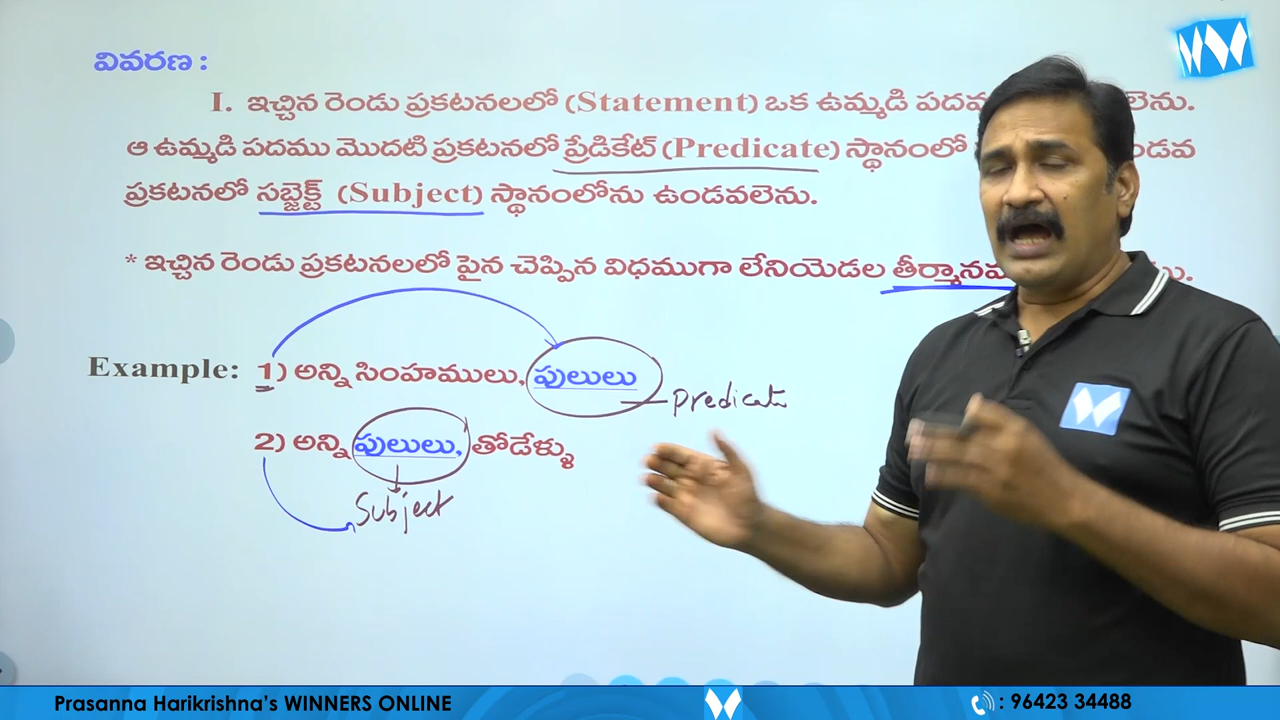 వివరణ :
I. ఇచ్చిన రెండు ప్రకటనలలో (Statement) ఒక ఉమ్మడి పదమ లెను.
ఆ ఉమ్మడి పదము మొదటి ప్రకటనలో ప్రేడికేట్ (Predicate) స్థానంలో ండవ
ప్రకటనలో సబ్జెక్ట్ (Subject) స్థానంలోను ఉండవలెను.
* ఇచ్చిన రెండు ప్రకటనలలో పైన చెప్పిన విధముగా లేనియెడల తీర్మానమ ు.
Example: 1) అన్ని సింహములు, పులులు
Predicate
2) అన్ని పులులు, తోడేళ్ళు
Subject
Prasanna Harikrishna's WINNERS ONLINE
: 96423 34488